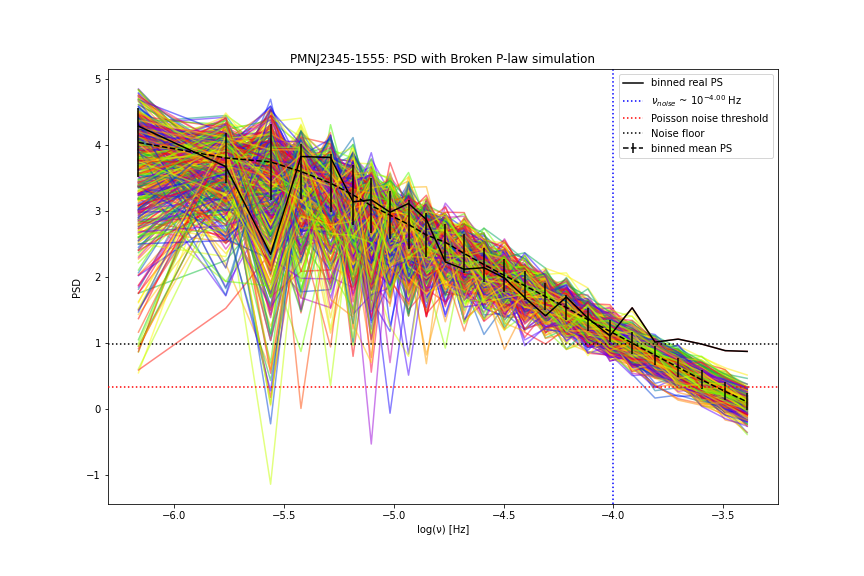 PMNJ2345-1555: PSD with Broken P-law simulation
binned real PS
ν_noise ~ 10^−4.00 Hz
Poisson noise threshold
Noise floor
binned mean PS
PSD
5
4
3
2
1
0
−1
−6.0 −5.5 −5.0 −4.5 −4.0 −3.5
log(ν) [Hz]